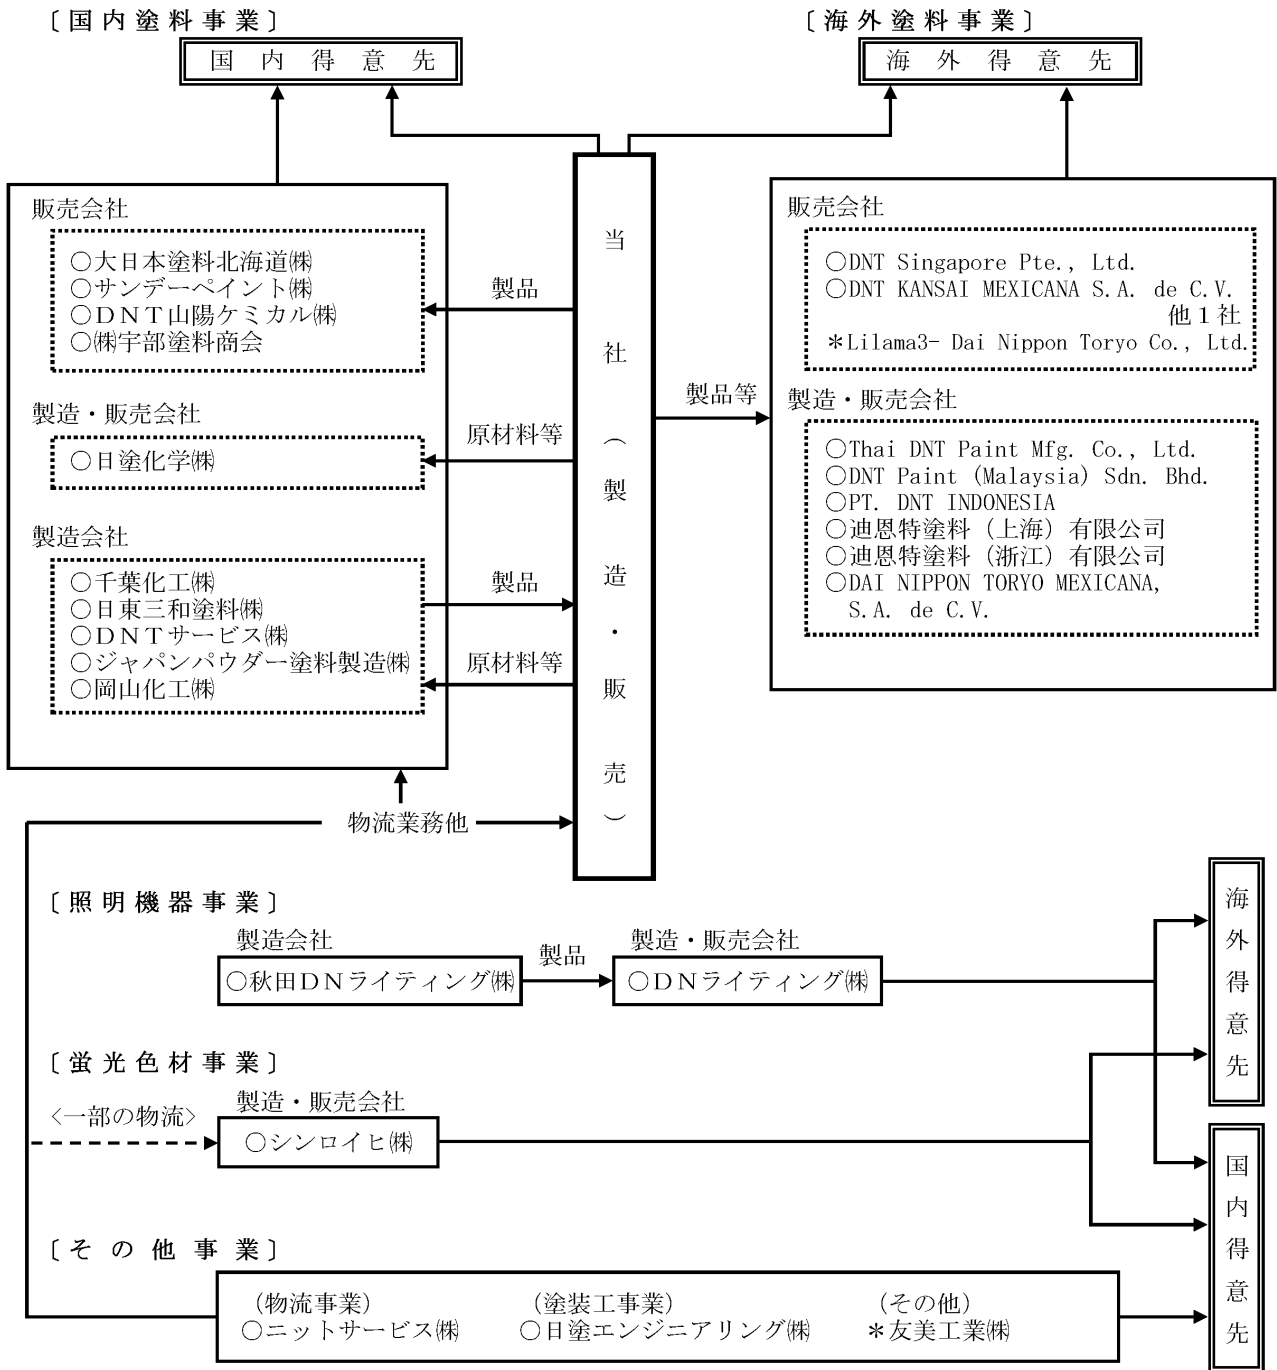 〔国内塗料事業〕
国内得意先
販売会社
○大日本塗料北海道㈱
○サンデーペイント㈱
○ＤＮＴ山陽ケミカル㈱
○㈱宇部塗料商会
製造・販売会社
○日塗化学㈱
製造会社
○千葉化工㈱
○日東三和塗料㈱
○ＤＮＴサービス㈱
○ジャパンパウダー塗料製造㈱
○岡山化工㈱
製品
原材料等
製品
原材料等
当社（製造・販売）
製品等
〔海外塗料事業〕
海外得意先
販売会社
○DNT Singapore Pte., Ltd.
○DNT KANSAI MEXICANA S.A. de C.V.
他１社
＊Lilama3- Dai Nippon Toryo Co., Ltd.
製造・販売会社
○Thai DNT Paint Mfg. Co., Ltd.
○DNT Paint (Malaysia) Sdn. Bhd.
○PT. DNT INDONESIA
○迪恩特塗料（上海）有限公司
○迪恩特塗料（浙江）有限公司
○DAI NIPPON TORYO MEXICANA,
S.A. de C.V.
物流業務他
〔照明機器事業〕
製造会社
○秋田ＤＮライティング㈱
製品
製造・販売会社
○ＤＮライティング㈱
海外得意先
〔蛍光色材事業〕
<一部の物流>
製造・販売会社
○シンロイヒ㈱
国内得意先
〔その他事業〕
（物流事業）
○ニットサービス㈱
（塗装工事業）
○日塗エンジニアリング㈱
（その他）
＊友美工業㈱